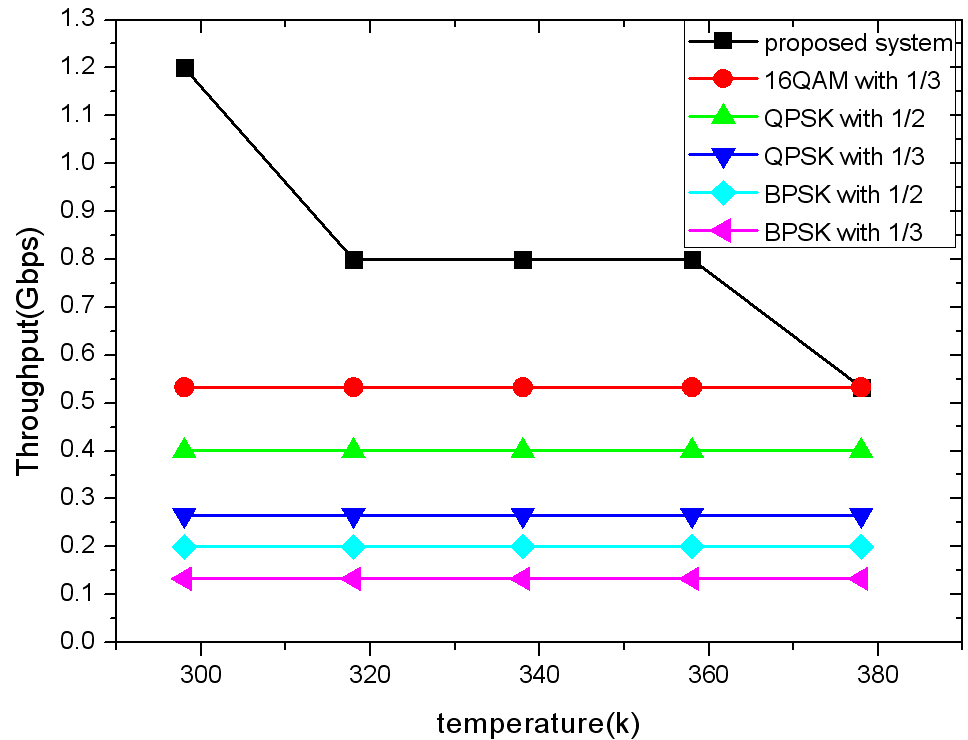 1.3
1.2
1.1
1.0
0.9
0.8
0.7
0.6
0.5
0.4
0.3
0.2
0.1
0.0
Throughput(Gbps)
proposed system
16QAM with 1/3
QPSK with 1/2
QPSK with 1/3
BPSK with 1/2
BPSK with 1/3
300 320 340 360 380
temperature(k)